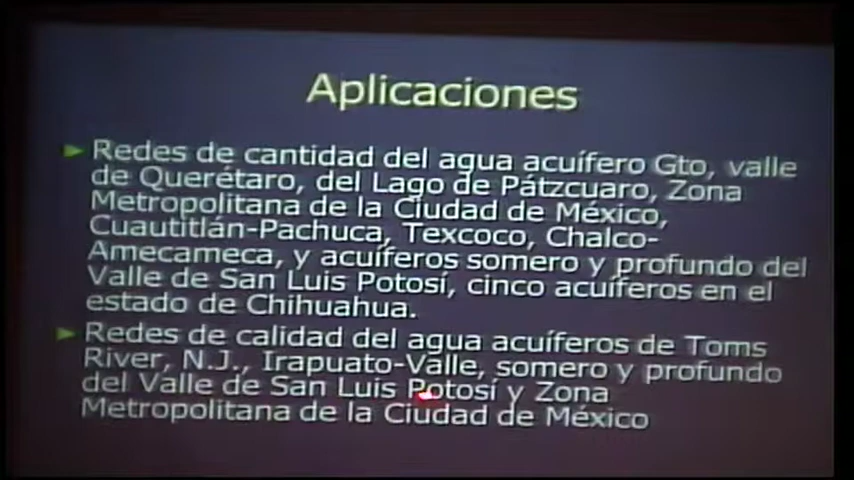 Aplicaciones
Redes de cantidad del agua acuífero Gto, valle
de Querétaro, del Lago de Pátzcuaro, Zona
Metropolitana de la Ciudad de México,
Cuautitlán-Pachuca, Texcoco, Chalco-
Amecameca, y acuíferos somero y profundo del
Valle de San Luis Potosí, cinco acuíferos en el
estado de Chihuahua.
Redes de calidad del agua acuíferos de Toms
River, N.J., Irapuato-Valle, somero y profundo
del Valle de San Luis Potosí y Zona
Metropolitana de la Ciudad de México